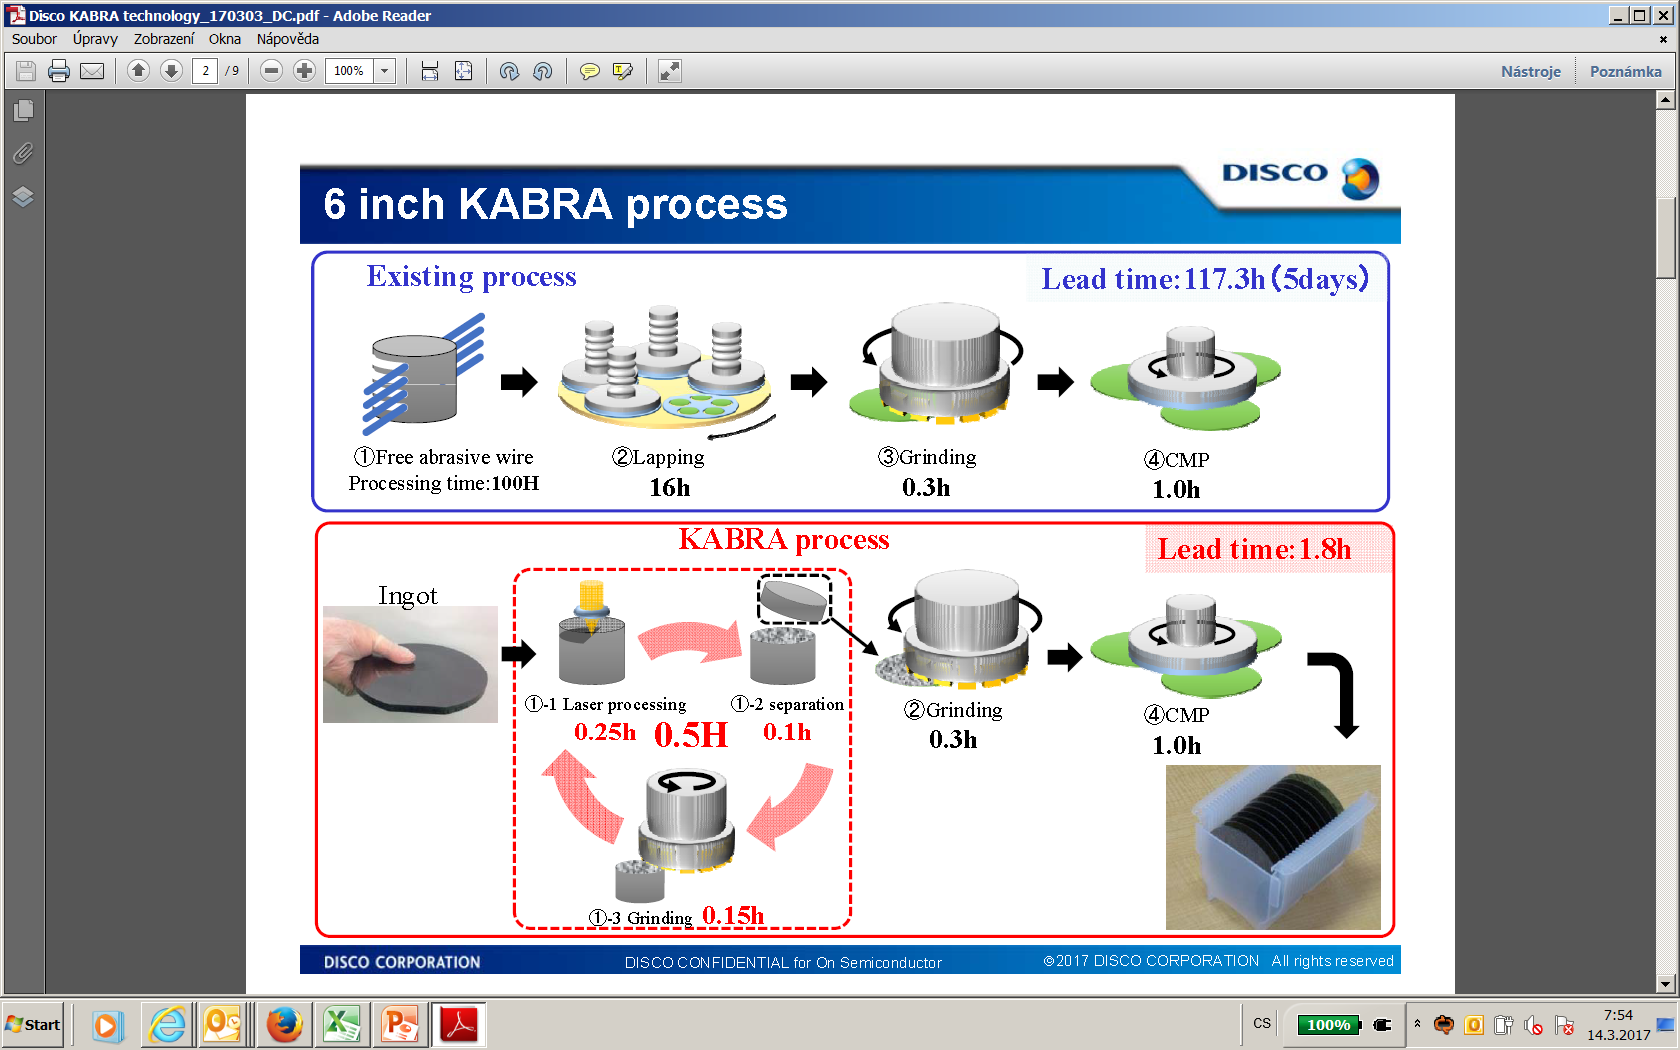 Disco KABRA technology_170303_DC.pdf - Adobe Reader
Soubor Úpravy Zobrazení Okna Nápověda
2 / 9 100% Nástroje Poznámka
DISCO
6 inch KABRA process
Existing process Lead time:117.3h（5days）
①Free abrasive wire
Processing time:100H
②Lapping
16h
③Grinding
0.3h
④CMP
1.0h
KABRA process
Lead time:1.8h
Ingot
①-1 Laser processing
0.25h
0.5H
①-2 separation
0.1h
①-3 Grinding 0.15h
②Grinding
0.3h
④CMP
1.0h
DISCO CORPORATION DISCO CONFIDENTIAL for On Semiconductor ©2017 DISCO CORPORATION All rights reserved
Start CS 100% 7:54
14.3.2017